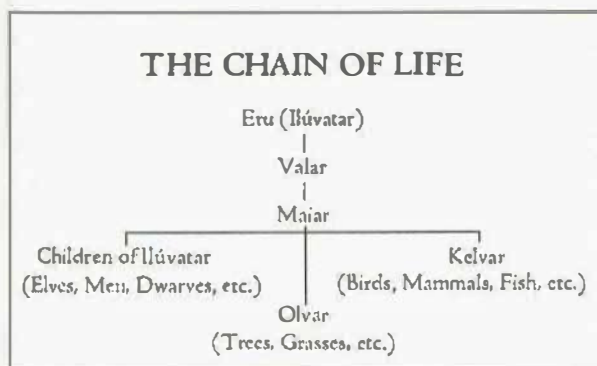 THE CHAIN OF LIFE
Eru (Ilúvatar)
Valar
Maiar
Children of Ilúvatar
(Elves, Men, Dwarves, etc.)
Kelvar
(Birds, Mammals, Fish, etc.)
Olvar
(Trees, Grasses, etc.)